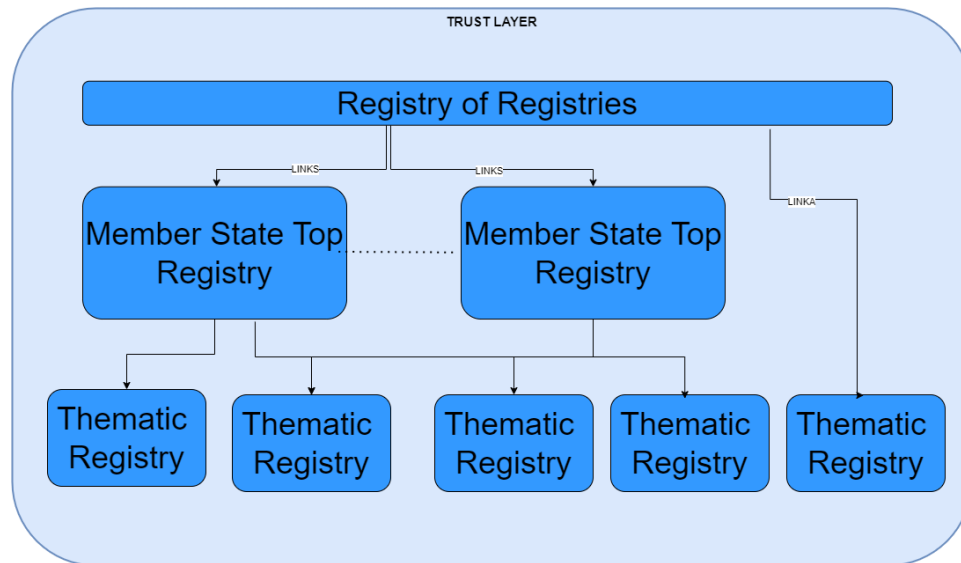 TRUST LAYER
Registry of Registries
LINKS
LINKS
LINKA
Member State Top
Registry
Member State Top
Registry
Thematic
Registry
Thematic
Registry
Thematic
Registry
Thematic
Registry
Thematic
Registry